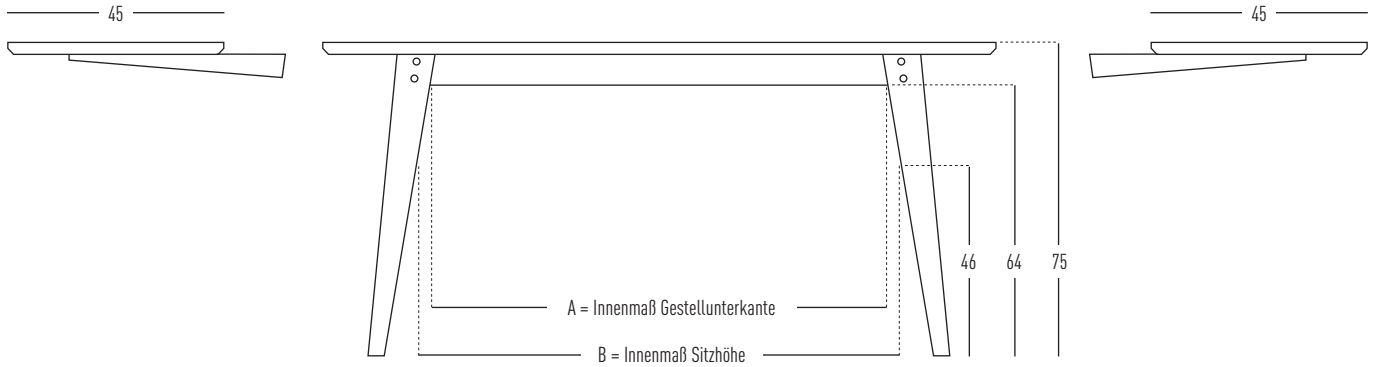 45
45
46
64
75
A = Innenmaß Gestellunterkante
B = Innenmaß Sitzhöhe